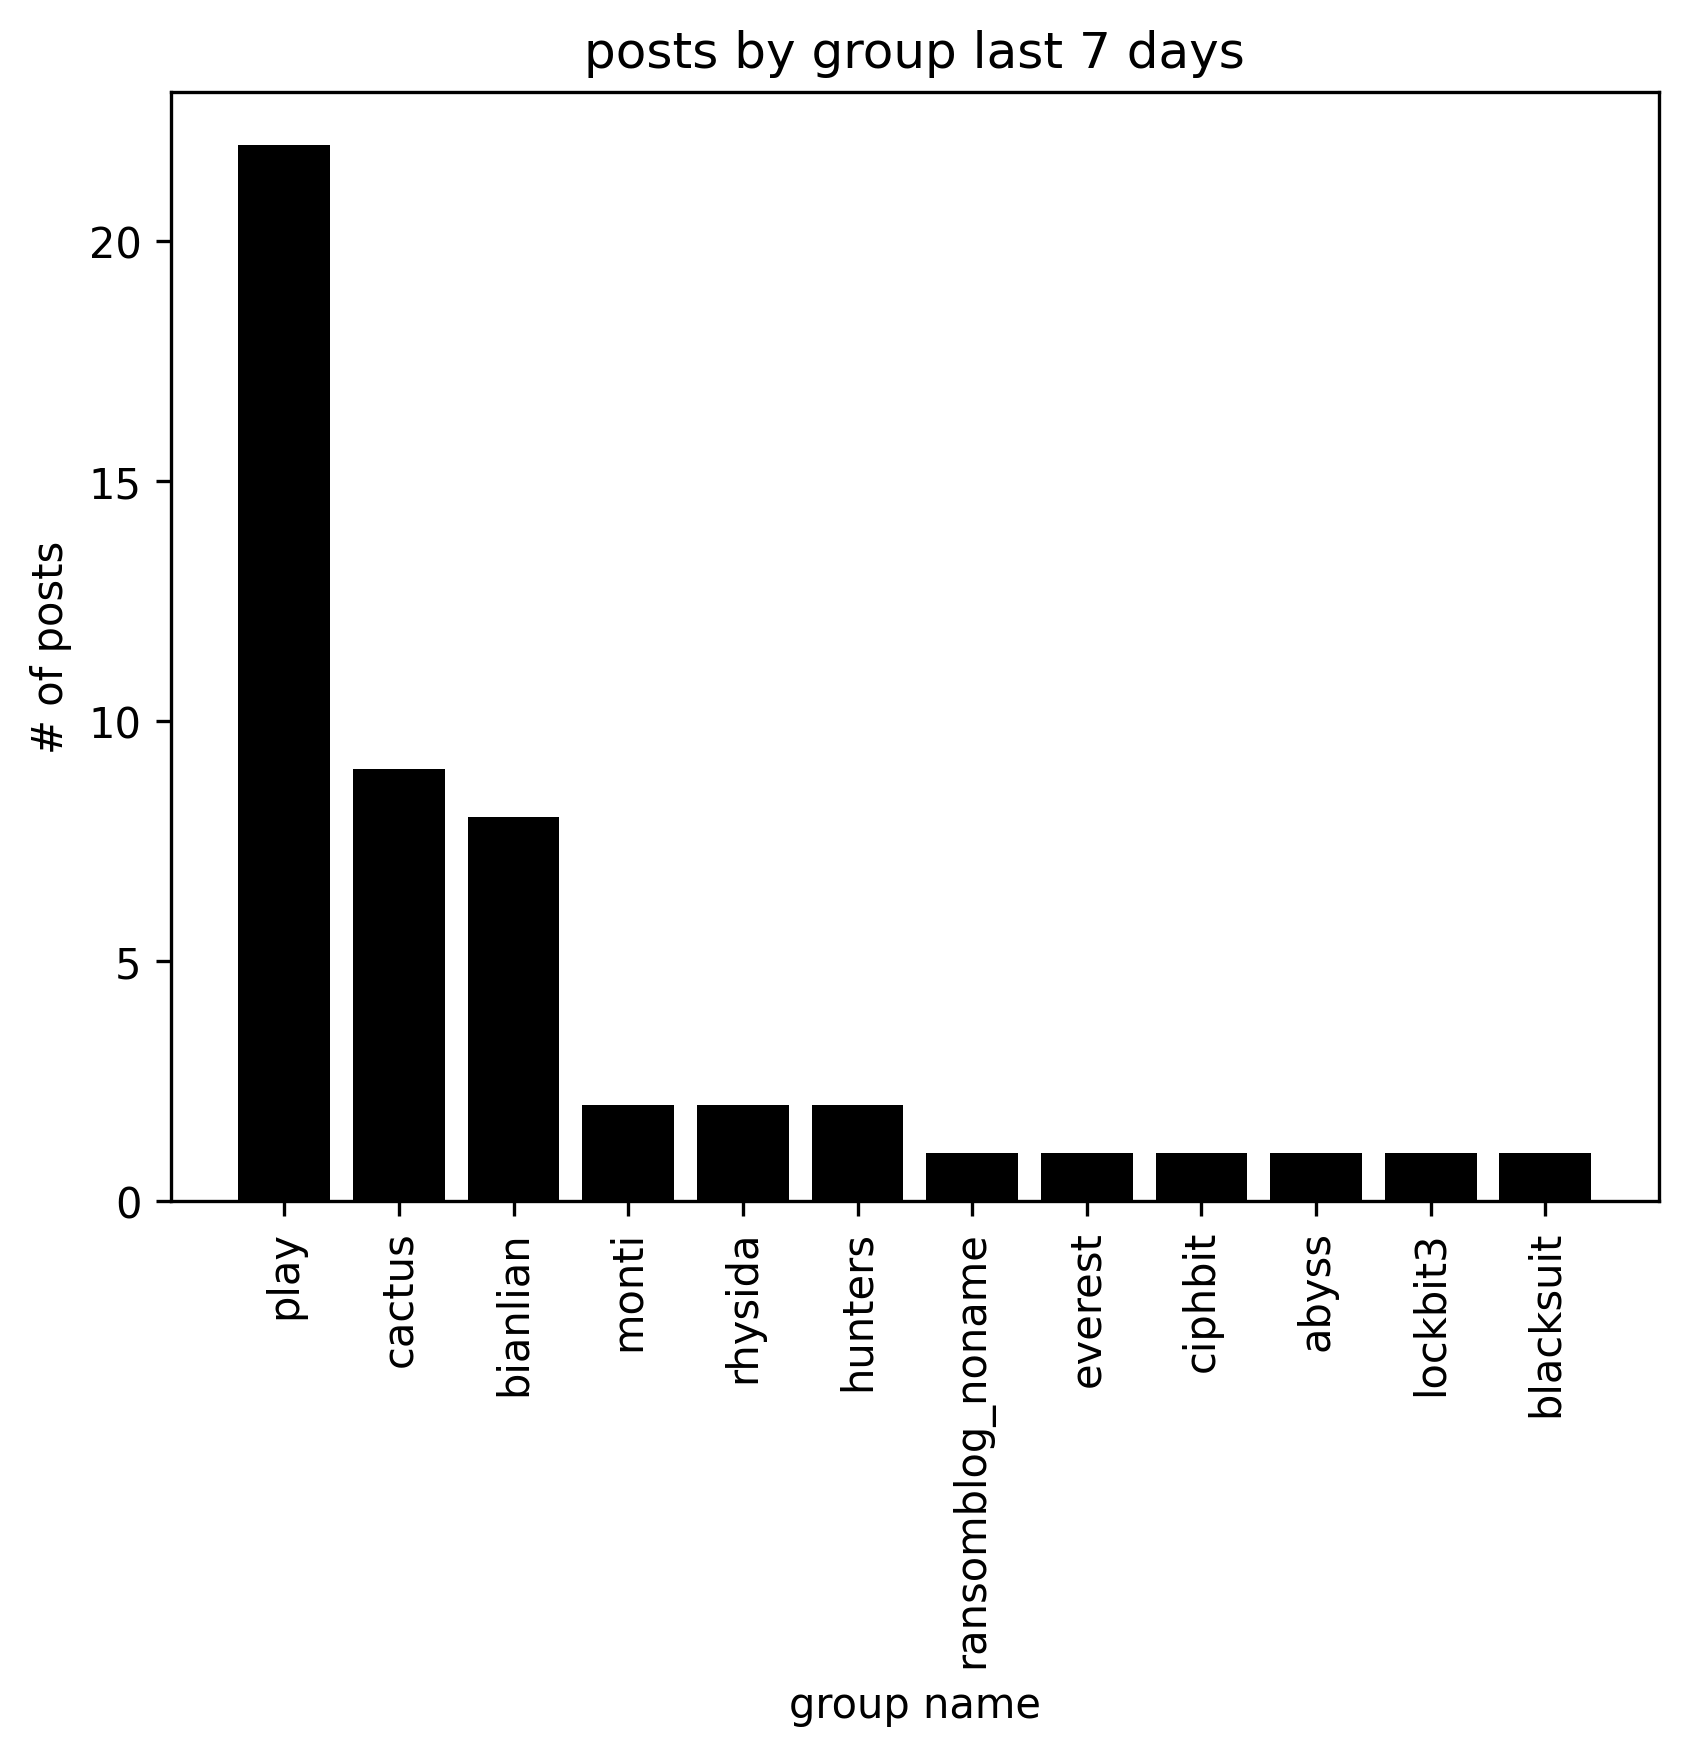 posts by group last 7 days
# of posts
20
15
10
5
0
play
cactus
bianlian
monti
rhysida
hunters
ransomblog_noname
everest
ciphbit
abyss
lockbit3
blacksuit
group name